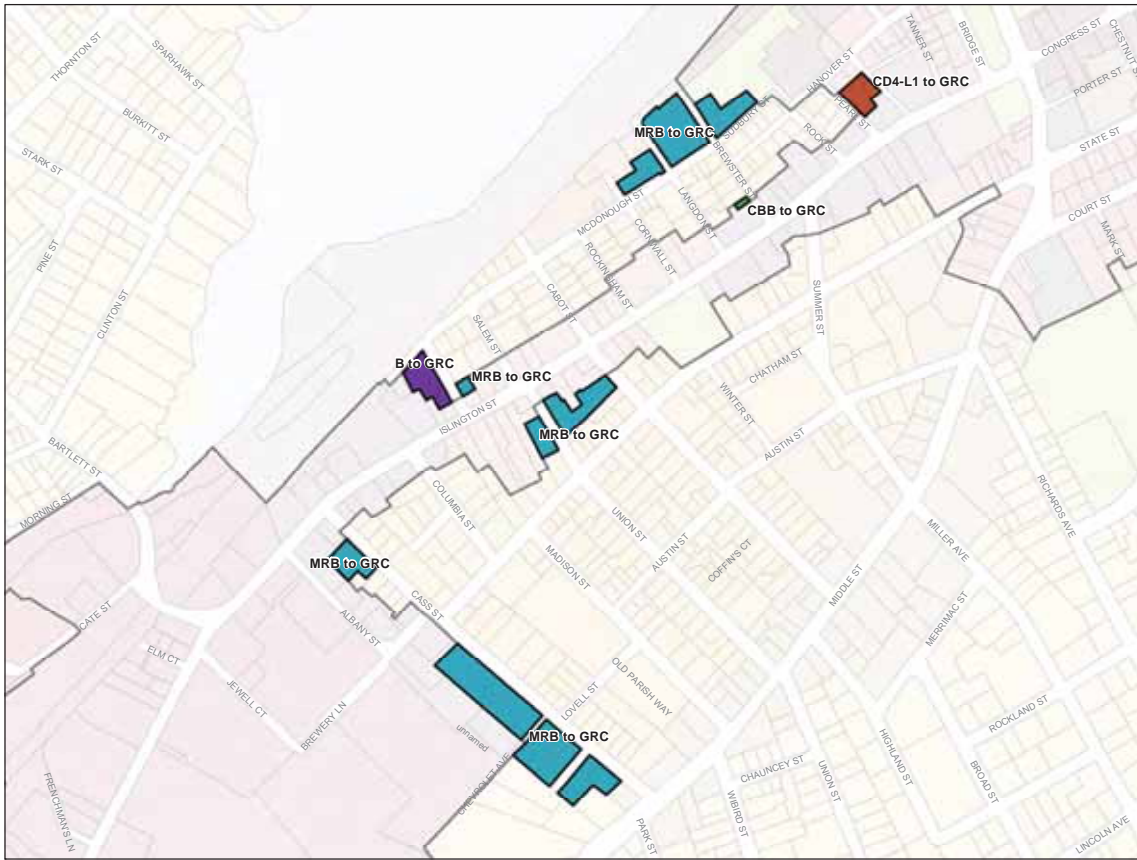 THORNTON ST
SPARHAWK ST
BURKITT ST
STARK ST
PINE ST
CLINTON ST
BARTLETT ST
MORNING ST
TANNER ST
BRIDGE ST
CONGRESS ST
CHESTNUT ST
PORTER ST
HANOVER ST
CD4-L1 to GRC
PEARL ST
SUDBURY ST
MRB to GRC
ROCK ST
STATE ST
BREWSTER ST
LANGDON ST
MCDONOUGH ST
CBB to GRC
COURT ST
MARK ST
CORNWALL ST
ROCKINGHAM ST
CABOT ST
SUMMER ST
SALEM ST
B to GRC
MRB to GRC
CHATHAM ST
WINTER ST
ISLINGTON ST
MRB to GRC
AUSTIN ST
RICHARDS AVE
COLUMBIA ST
UNION ST
AUSTIN ST
MILLER AVE
MADISON ST
COFFIN'S CT
MIDDLE ST
MRB to GRC
CASS ST
MERRIMAC ST
CATE ST
ALBANY ST
ELM CT
JEWELL CT
BREWERY LN
OLD PARISH WAY
LOVELL ST
unnamed
MRB to GRC
CHEVROLET AVE
ROCKLAND ST
HIGHLAND ST
CHAUNCEY ST
UNION ST
BROAD ST
WIBIRD ST
PARK ST
LINCOLN AVE
FRENCHMAN'S LN